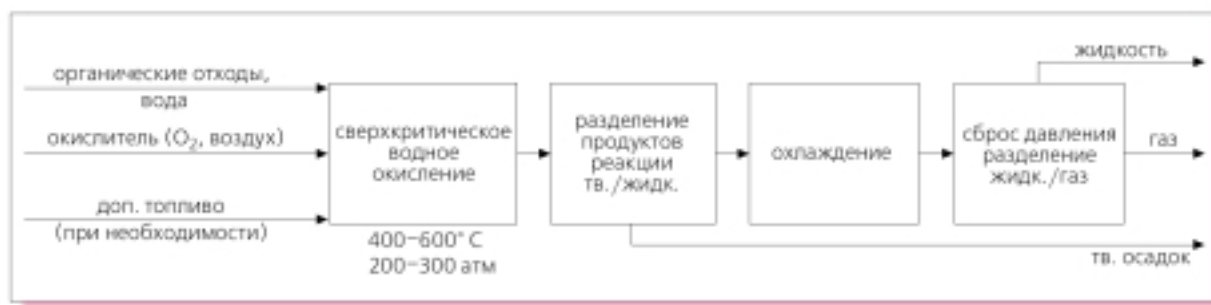 органические отходы,
вода
окислитель (O₂, воздух)
доп. топливо
(при необходимости)
сверхкритическое
водное
окисление
400−600° С
200−300 атм
разделение
продуктов
реакции
тв./жидк.
охлаждение
сброс давления
разделение
жидк./газ
жидкость
газ
тв. осадок